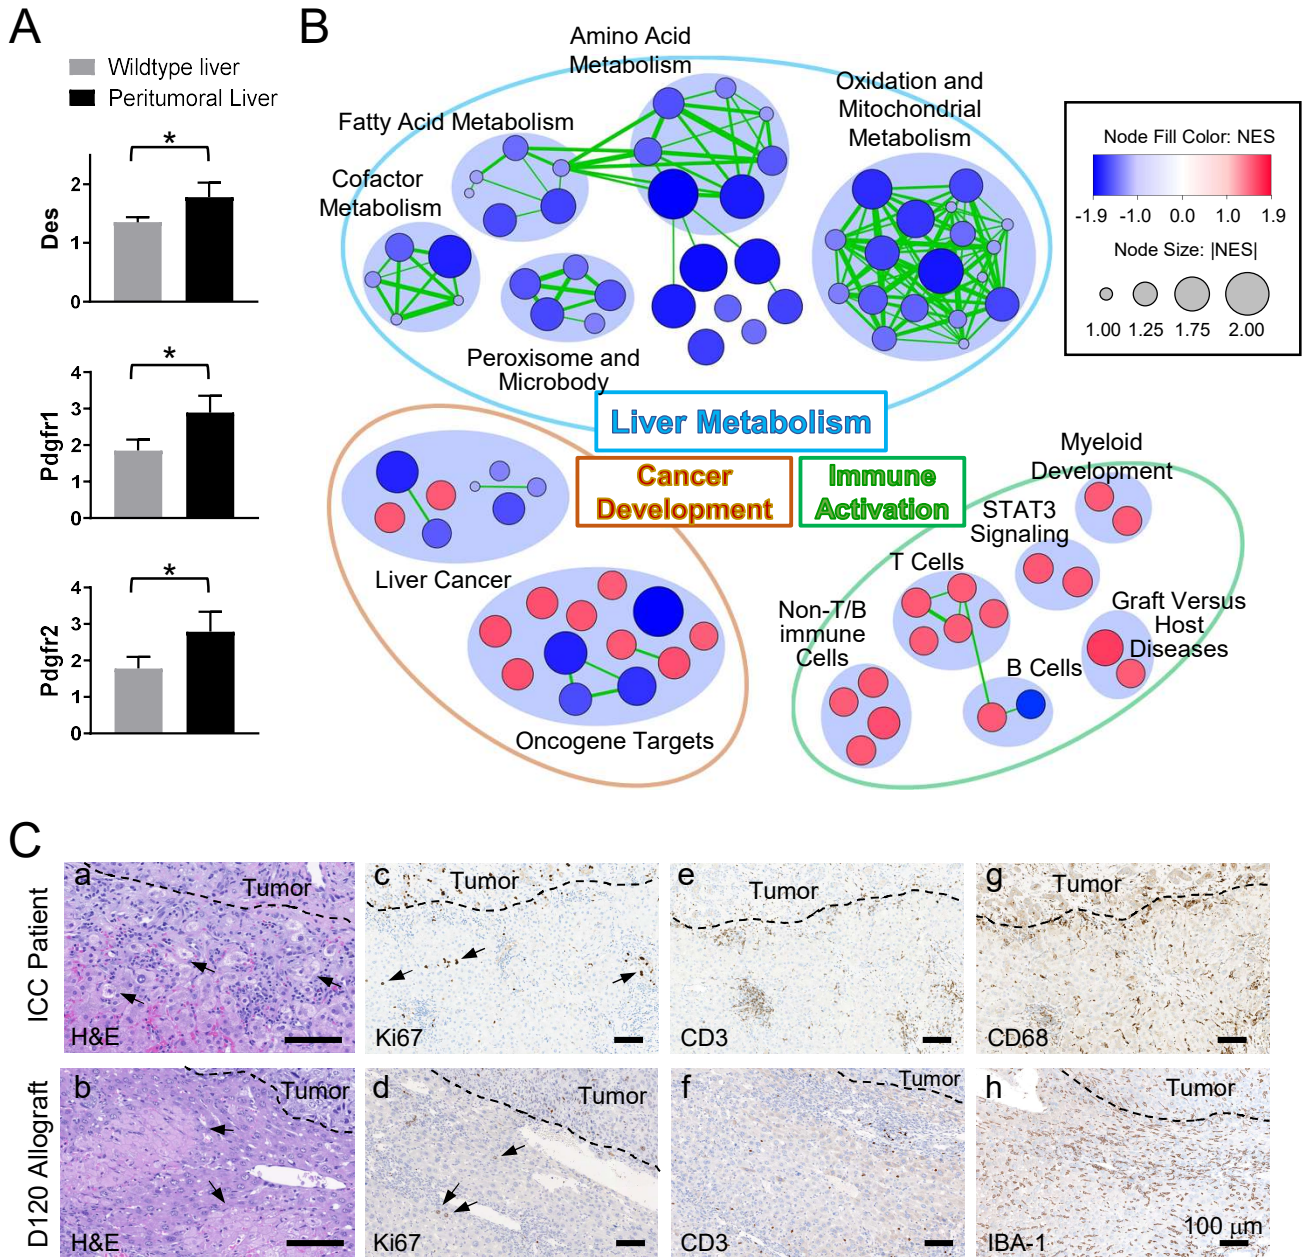 A
Wildtype liver
Peritumoral Liver
*
Des
2
1
0
*
Pdgfr1
4
3
2
1
0
*
Pdgfr2
4
3
2
1
0
B
Amino Acid
Metabolism
Oxidation and
Mitochondrial
Metabolism
Fatty Acid Metabolism
Cofactor
Metabolism
Peroxisome and
Microbody
Node Fill Color: NES
-1.9 -1.0 0.0 1.0 1.9
Node Size: |NES|
1.00 1.25 1.75 2.00
Liver Metabolism
Cancer
Development
Immune
Activation
Liver Cancer
Oncogene Targets
Myeloid
Development
STAT3
Signaling
T Cells
Graft Versus
Host
Diseases
Non-T/B
immune
Cells
B Cells
C
ICC Patient
a
Tumor
H&E
c
Tumor
Ki67
e
Tumor
CD3
g
Tumor
CD68
D120 Allograft
b
Tumor
H&E
d
Tumor
Ki67
f
Tumor
CD3
h
Tumor
100 μm
IBA-1